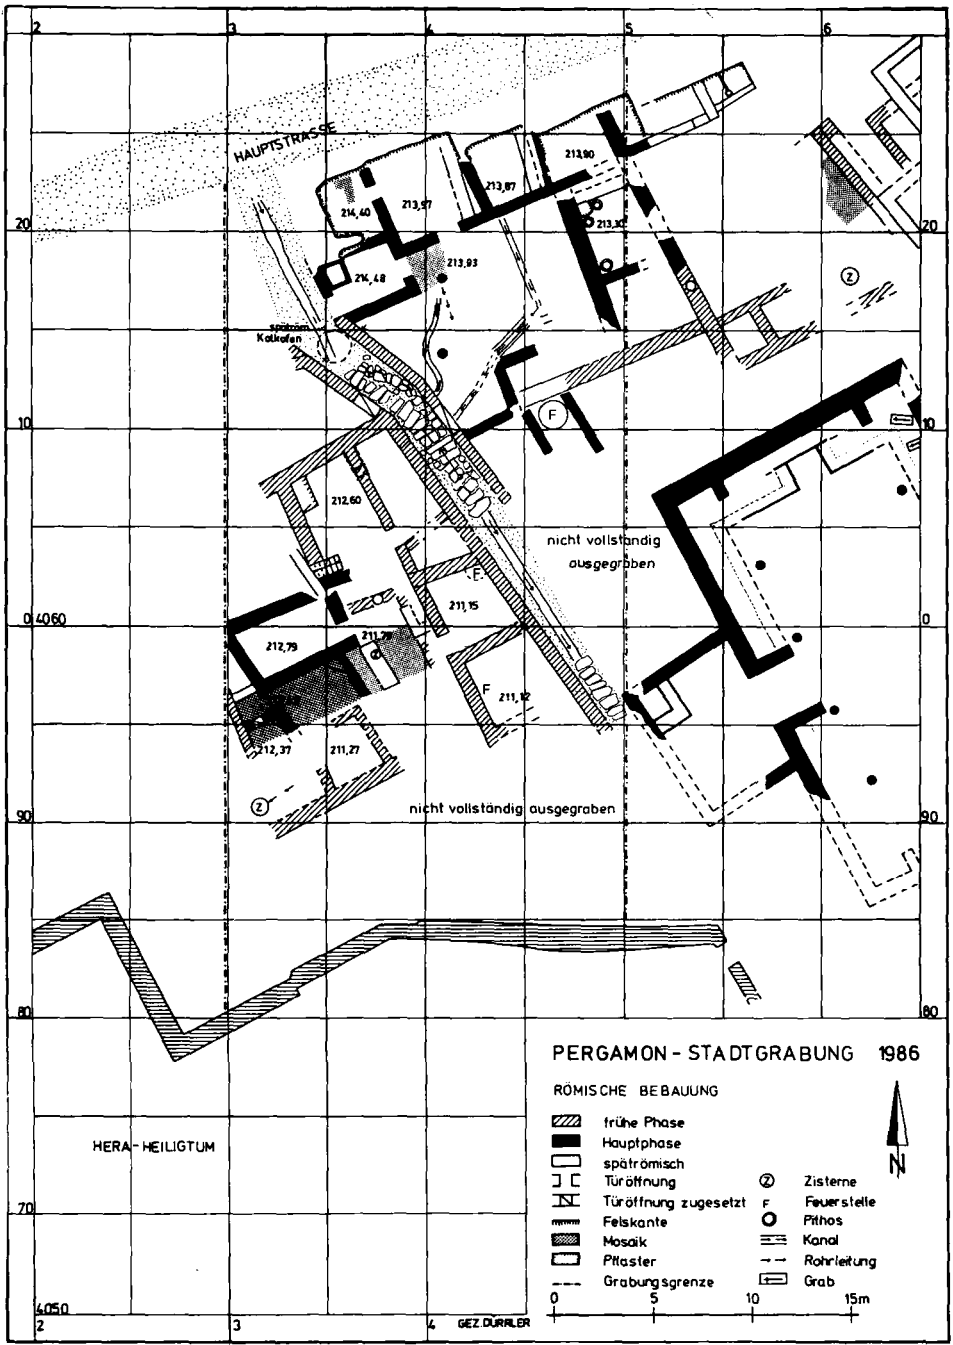 2 3 4 5 6
HAUPTSTRASSE
213,90
213,87
214,40
213,97
20
213,10
20
213,93
Z
214,48
spätröm
Kalkofen
F
10
10
212,60
nicht vollständig
ausgegraben
F
211,15
0 4060
0
211,78
212,79
Z
F
211,12
212,37
211,27
Z
nicht vollständig ausgegraben
90
90
80
80
PERGAMON - STADTGRABUNG 1986
RÖMISCHE BEBAUUNG
frühe Phase
Hauptphase
spätrömisch
Türöffnung
Z Zisterne
Türöffnung zugesetzt
F Feuerstelle
Felskante
Pithos
Mosaik
Kanal
Pflaster
Rohrleitung
Grabungsgrenze
Grab
N
HERA-HEILIGTUM
70
0 5 10 15m
4050
2 3 4
GEZ. DÜRRLER